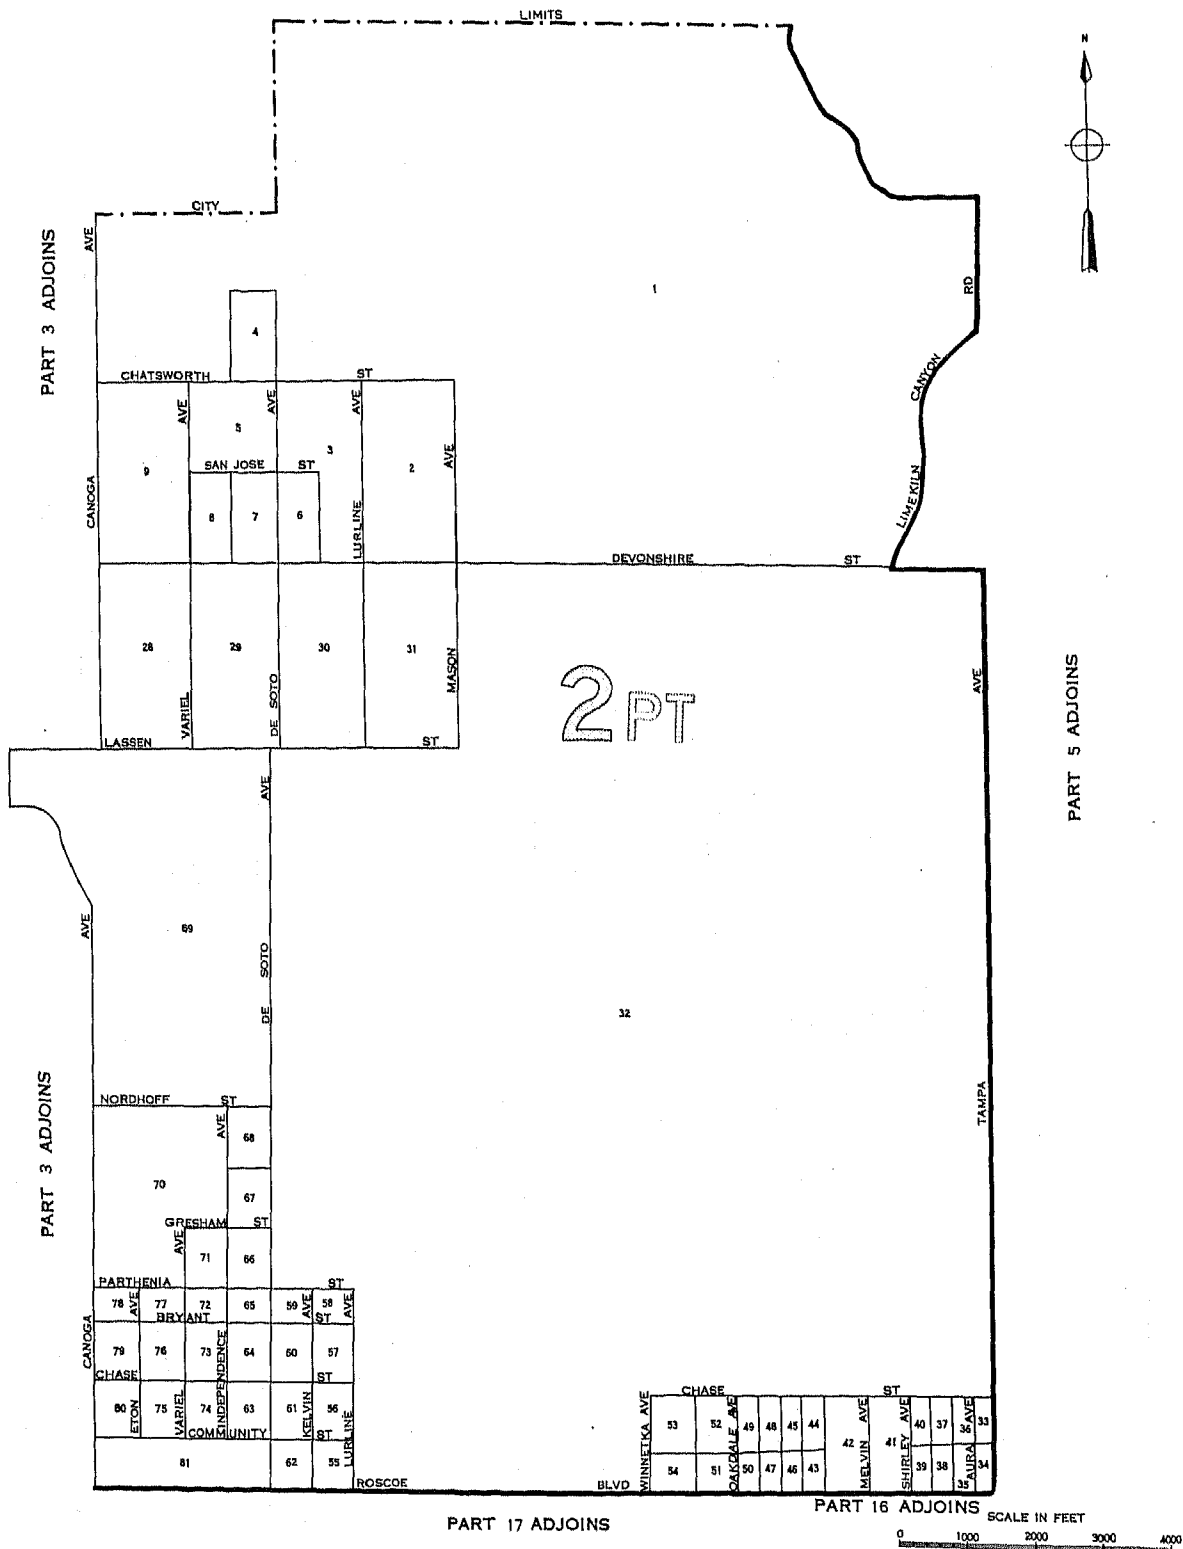 LIMITS
N
CITY
AVE
PART 3 ADJOINS
1
RD
4
CHATSWORTH ST
CANYON
AVE
AVE
AVE
5
3
2
AVE
9
SAN JOSE ST
CANOGA
LURLINE
LIMEKILN
8
7
6
DEVONSHIRE ST
28
29
30
31
MASON
VARIEL
DE SOTO
2 PT
AVE
PART 5 ADJOINS
LASSEN ST
AVE
AVE
69
DE SOTO
32
PART 3 ADJOINS
NORDHOFF ST
AVE
68
TAMPA
70
67
GRESHAM ST
AVE
71
66
PARTHENIA ST
78
AVE
77
72
65
59
AVE
58
AVE
BRYANT ST
CANOGA
79
76
73
INDEPENDENCE
64
60
57
CHASE ST
CHASE ST
80
ETON
75
VARIEL
74
63
61
KELVIN
56
LURLINE
COMMUNITY ST
81
62
55
WINNETKA AVE
53
52
OAKDALE AVE
49
48
45
44
MELVIN AVE
SHIRLEY AVE
40
37
36
AURA AVE
33
42
41
54
51
50
47
46
43
39
38
35
34
ROSCOE BLVD
PART 16 ADJOINS
PART 17 ADJOINS
SCALE IN FEET
0 1000 2000 3000 4000